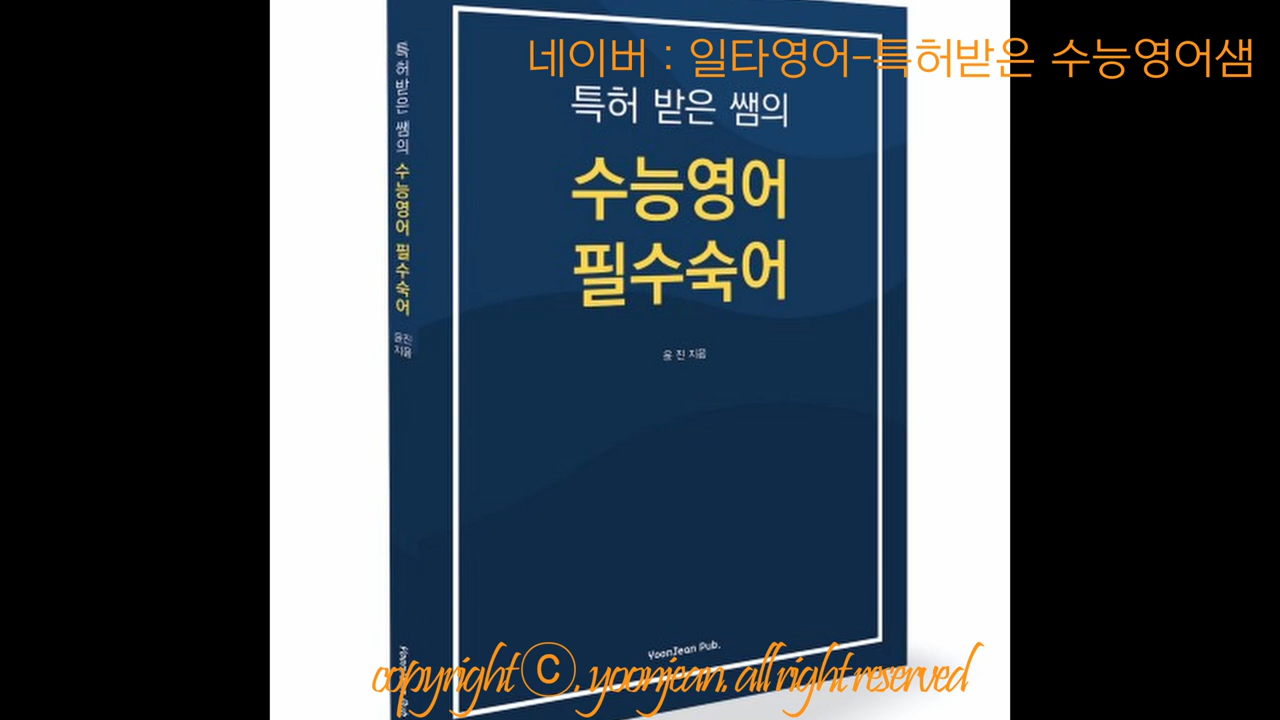 네이버 : 일타영어-특허받은 수능영어샘
특허 받은 쌤의
수능영어
필수숙어
윤 진 지음
YoonJean Pub.
특허받은 쌤의 수능영어 필수숙어
윤진
지음
copyright ⓒ. yoonjean. all right reserved